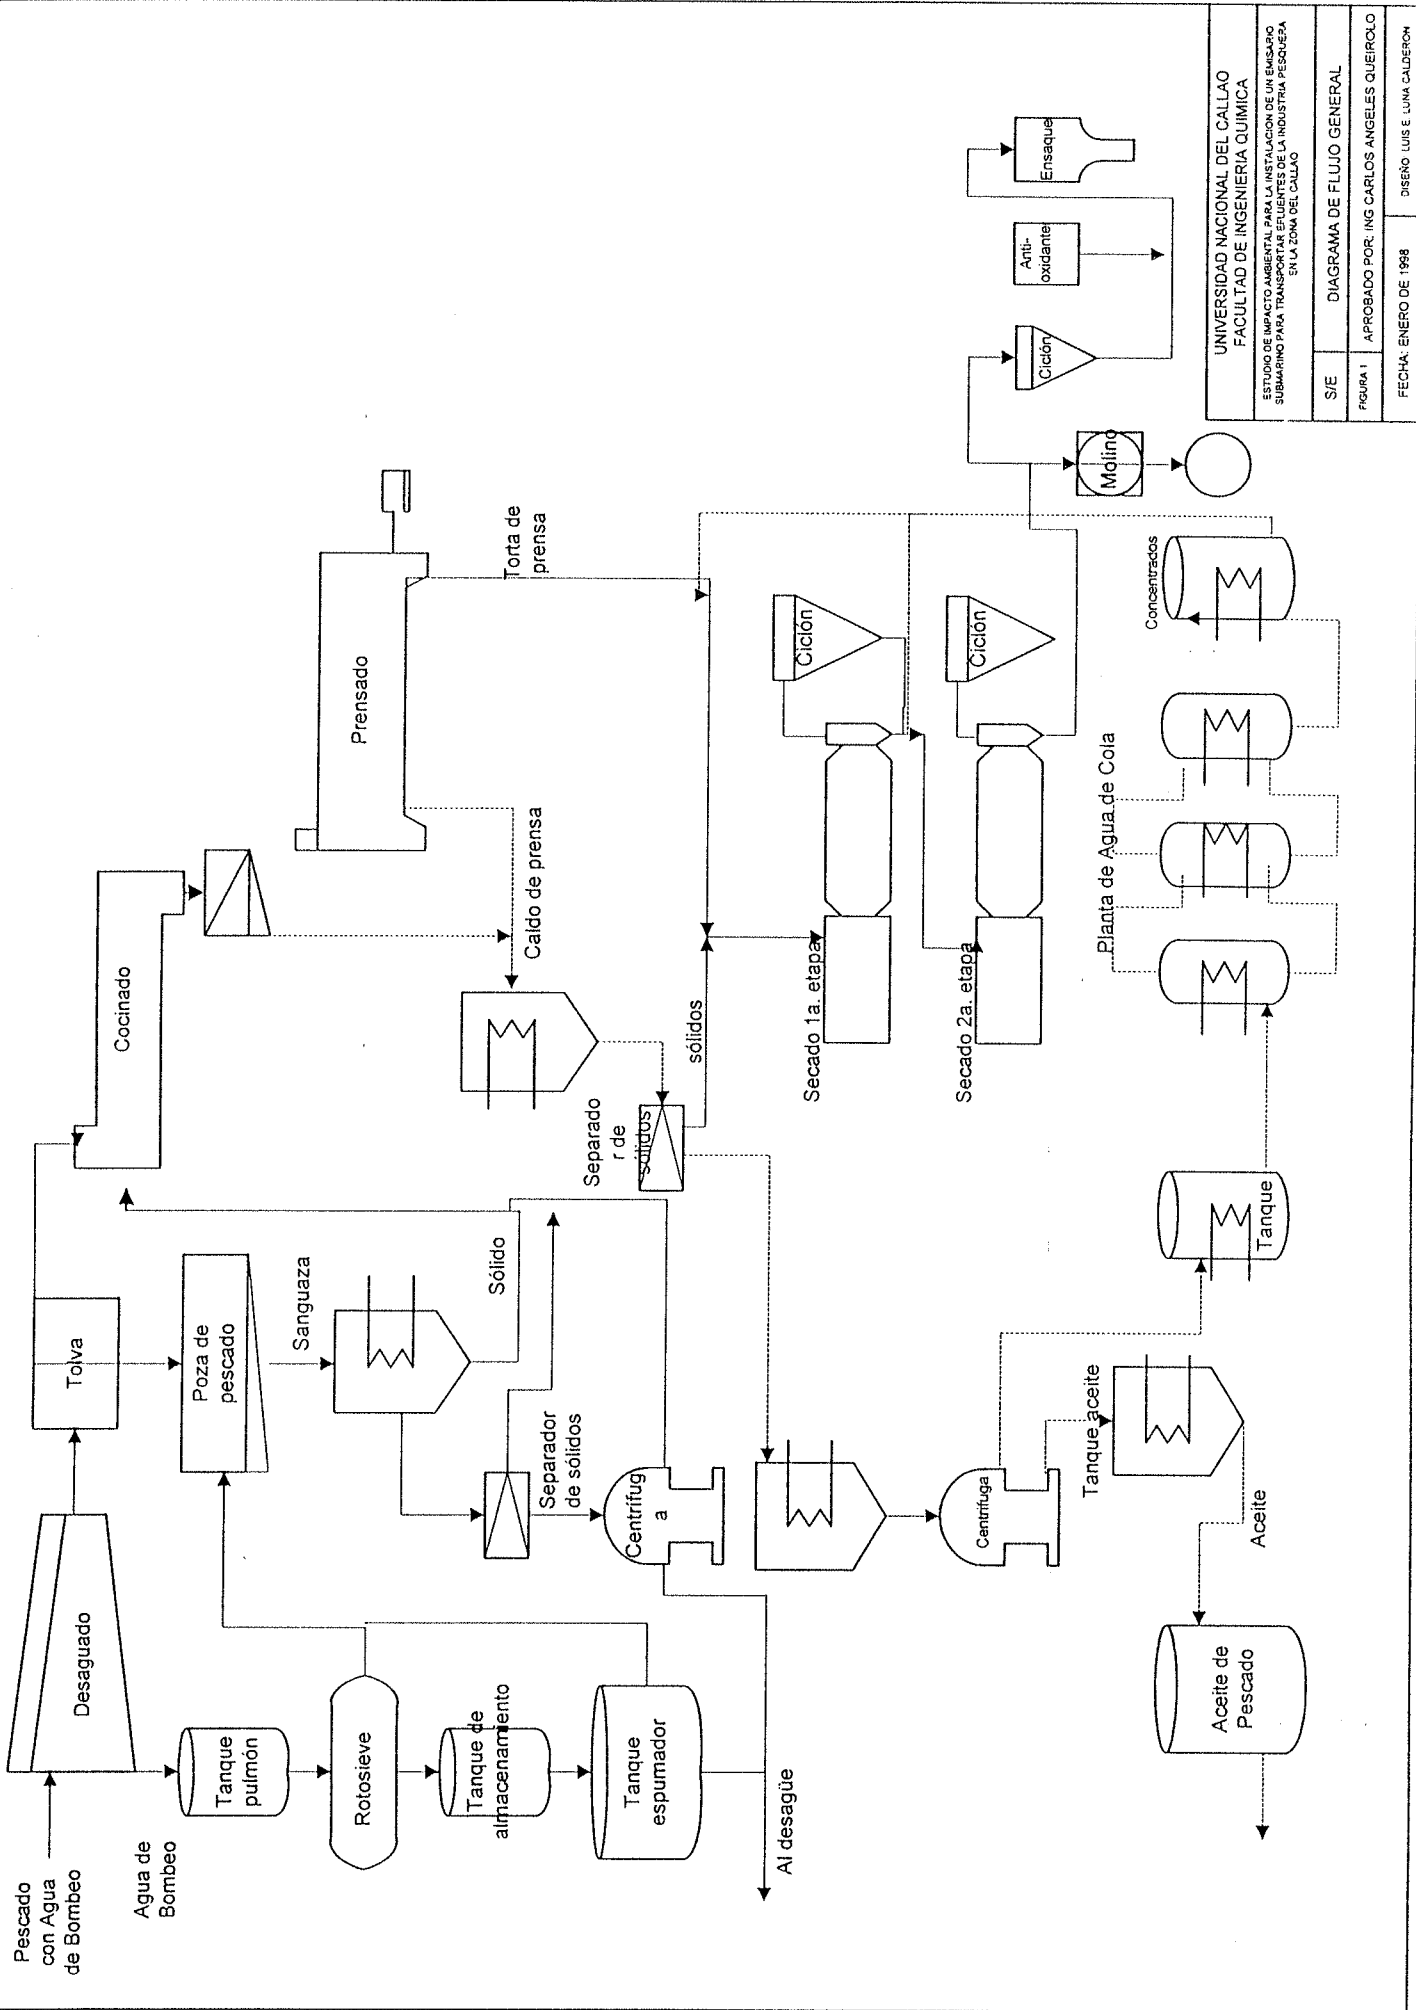 Pescado
con Agua
de Bombeo
Agua de
Bombeo
Desaguado
Tolva
Cocinado
Prensado
Tanque
pulmón
Poza de
pescado
Sanguaza
Rotosieve
Sólido
Caldo de prensa
Torta de
prensa
Tanque de
almacenamiento
Separador
de sólidos
Separado
r de
sólidos
sólidos
Tanque
espumador
Centrífug
a
Al desagüe
Secado 1a. etapa
Ciclón
Secado 2a. etapa
Ciclón
Centrífuga
Tanque aceite
Aceite
Aceite de
Pescado
Tanque
Planta de Agua de Cola
Concentrados
Molino
Ciclón
Anti-
oxidante
Ensaque
UNIVERSIDAD NACIONAL DEL CALLAO
FACULTAD DE INGENIERIA QUIMICA
ESTUDIO DE IMPACTO AMBIENTAL PARA LA INSTALACION DE UN EMISARIO
SUBMARINO PARA TRANSPORTAR EFLUENTES DE LA INDUSTRIA PESQUERA
EN LA ZONA DEL CALLAO
S/E
DIAGRAMA DE FLUJO GENERAL
FIGURA 1
APROBADO POR: ING CARLOS ANGELES QUEIROLO
FECHA: ENERO DE 1998
DISEÑO LUIS E. LUNA CALDERON